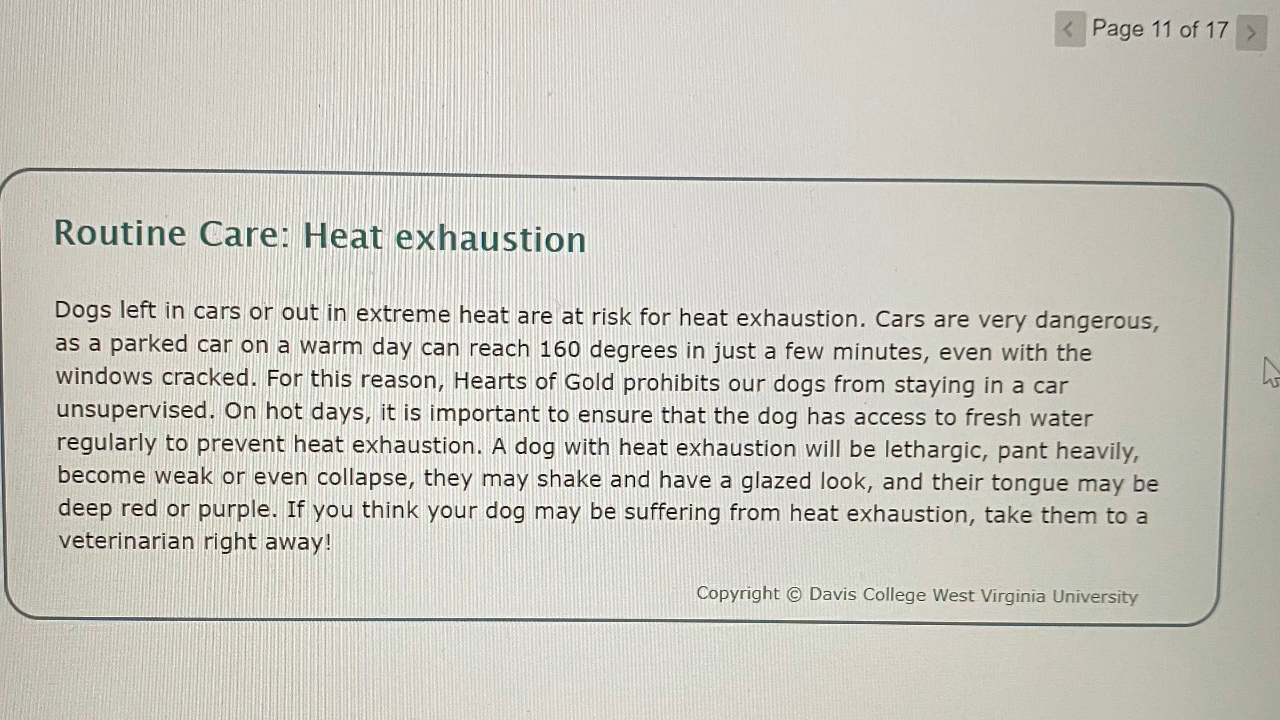 Page 11 of 17
Routine Care: Heat exhaustion
Dogs left in cars or out in extreme heat are at risk for heat exhaustion. Cars are very dangerous,
as a parked car on a warm day can reach 160 degrees in just a few minutes, even with the
windows cracked. For this reason, Hearts of Gold prohibits our dogs from staying in a car
unsupervised. On hot days, it is important to ensure that the dog has access to fresh water
regularly to prevent heat exhaustion. A dog with heat exhaustion will be lethargic, pant heavily,
become weak or even collapse, they may shake and have a glazed look, and their tongue may be
deep red or purple. If you think your dog may be suffering from heat exhaustion, take them to a
veterinarian right away!
Copyright © Davis College West Virginia University